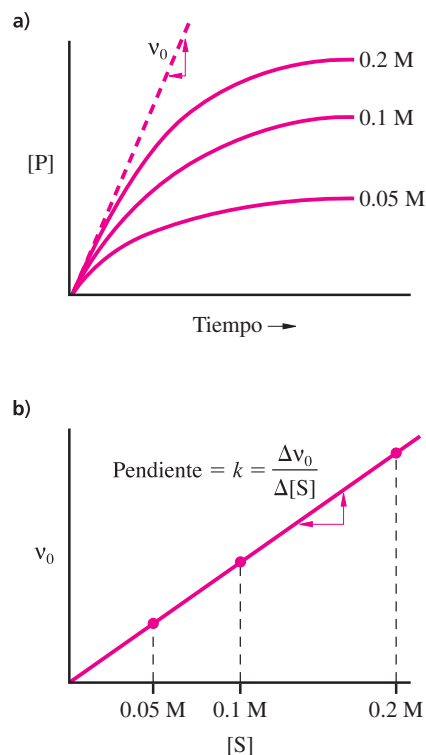 a)
ν₀
0.2 M
0.1 M
[P]
0.05 M
Tiempo →
b)
Pendiente = k = Δν₀ / Δ[S]
ν₀
0.05 M 0.1 M 0.2 M
[S]